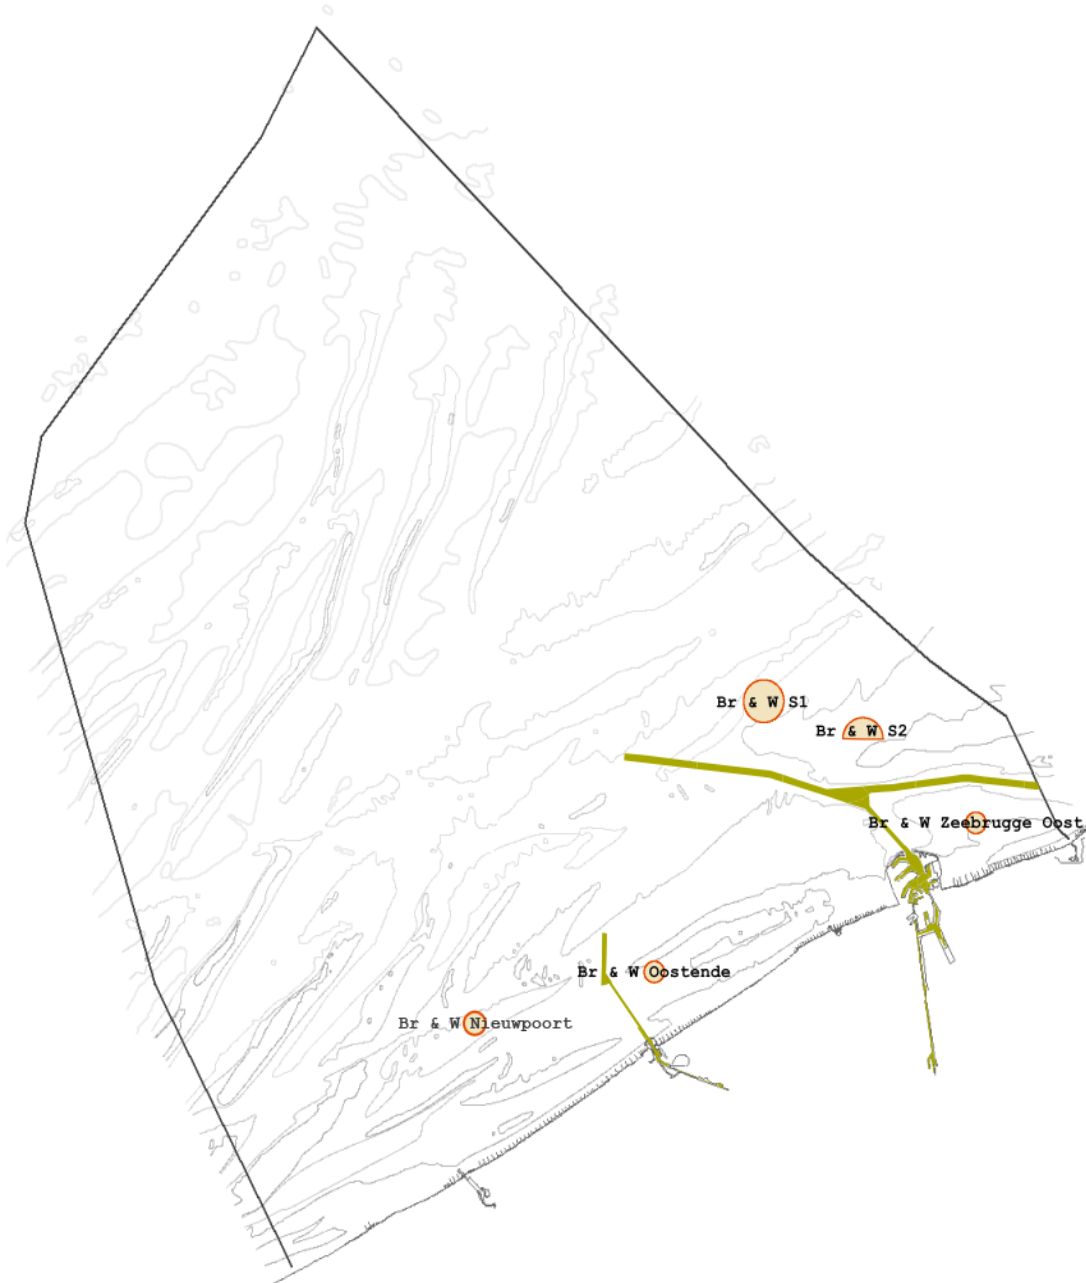 Br & W S1
Br & W S2
Br & W Zeebrugge Oost
Br & W Oostende
Br & W Nieuwpoort